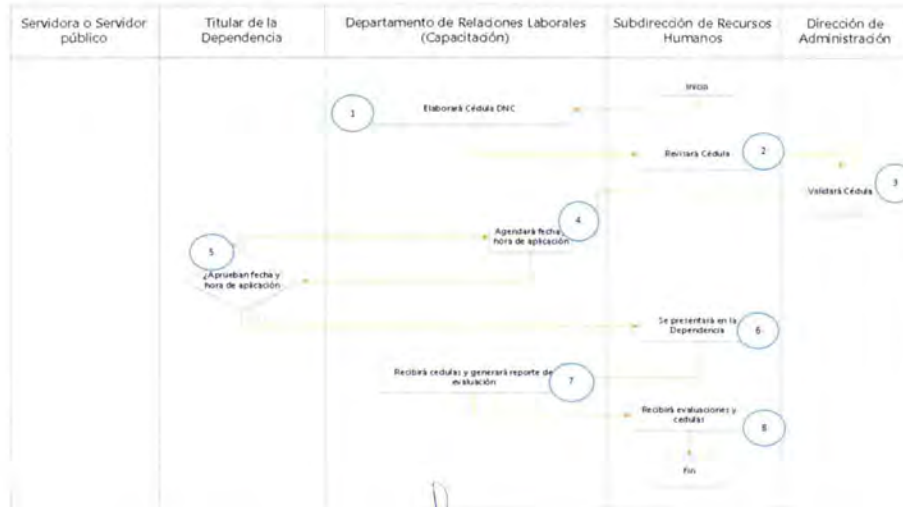 Servidora o Servidor
público
Titular de la
Dependencia
Departamento de Relaciones Laborales
(Capacitación)
Subdirección de Recursos
Humanos
Dirección de
Administración
Inicio
1
Elaborará Cédula DNC
Revisará Cédula
2
3
Validará Cédula
4
Agendará fecha y
hora de aplicación
5
¿Aprueban fecha y
hora de aplicación
Se presentará en la
Dependencia
6
Recibirá cedulas y generará reporte de
evaluación
7
Recibirá evaluaciones y
cedulas
8
Fin